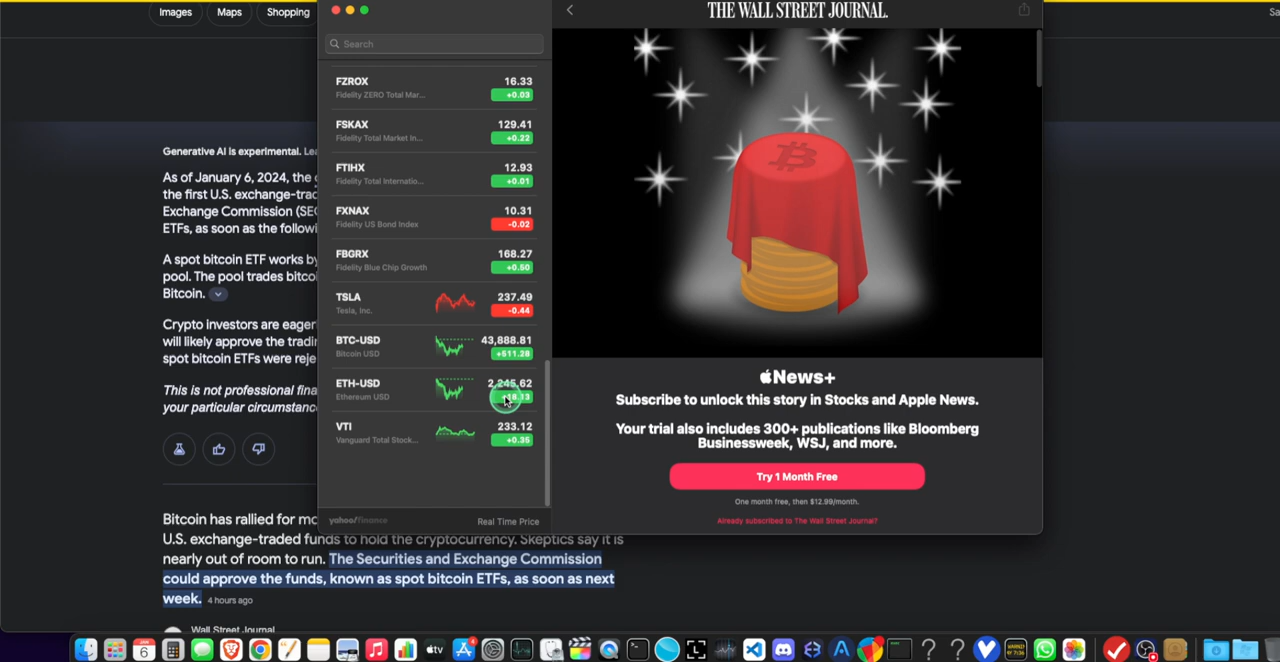 Images
Maps
Shopping
Generative AI is experimental.
As of January 6, 2024, the
the first U.S. exchange-trad
Exchange Commission (SEC
ETFs, as soon as the followi
A spot bitcoin ETF works by
pool. The pool trades bitco
Bitcoin.
Crypto investors are eager
will likely approve the tradin
spot bitcoin ETFs were reje
This is not professional fina
your particular circumstanc
Bitcoin has rallied for mo
U.S. exchange-traded funds to hold the cryptocurrency. Skeptics say it is
nearly out of room to run. The Securities and Exchange Commission
could approve the funds, known as spot bitcoin ETFs, as soon as next
week. 4 hours ago
Wall Street Journal
Search
FZROX 16.33
Fidelity ZERO Total Mar... +0.03
FSKAX 129.41
Fidelity Total Market In... +0.22
FTIHX 12.93
Fidelity Total Internatio... +0.01
FXNAX 10.31
Fidelity US Bond Index -0.02
FBGRX 168.27
Fidelity Blue Chip Growth +0.50
TSLA 237.49
Tesla, Inc. -0.44
BTC-USD 43,888.81
Bitcoin USD +511.28
ETH-USD 2,245.62
Ethereum USD +18.13
VTI 233.12
Vanguard Total Stock... +0.35
yahoo/finance Real Time Price
THE WALL STREET JOURNAL.
News+
Subscribe to unlock this story in Stocks and Apple News.
Your trial also includes 300+ publications like Bloomberg
Businessweek, WSJ, and more.
Try 1 Month Free
One month free, then $12.99/month.
Already subscribed to The Wall Street Journal?
JAN
6
tv